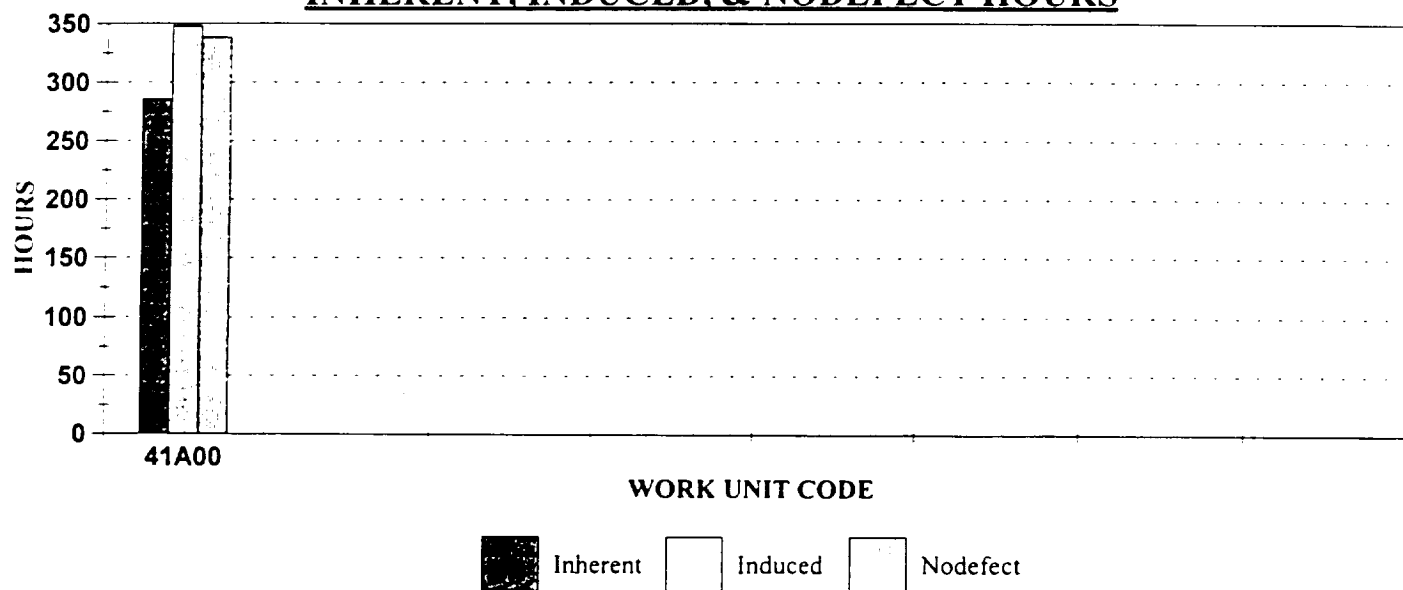 INHERENT, INDUCED, & NODEFECT HOURS
350
300
250
200
150
100
50
0
HOURS
41A00
WORK UNIT CODE
Inherent Induced Nodefect